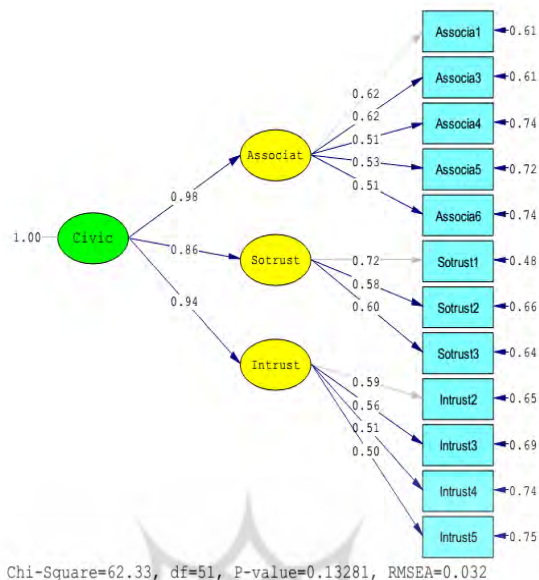 Associa1
0.61
Associa3
0.61
0.62
0.62
Associa4
0.74
0.51
Associat
0.53
Associa5
0.72
0.51
0.98
Associa6
0.74
1.00
Civic
Sotrust1
0.48
0.86
0.72
Sotrust
0.58
Sotrust2
0.66
0.60
0.94
Sotrust3
0.64
Intrust
0.59
Intrust2
0.65
0.56
0.51
Intrust3
0.69
0.50
Intrust4
0.74
Intrust5
0.75
Chi-Square=62.33, df=51, P-value=0.13281, RMSEA=0.032